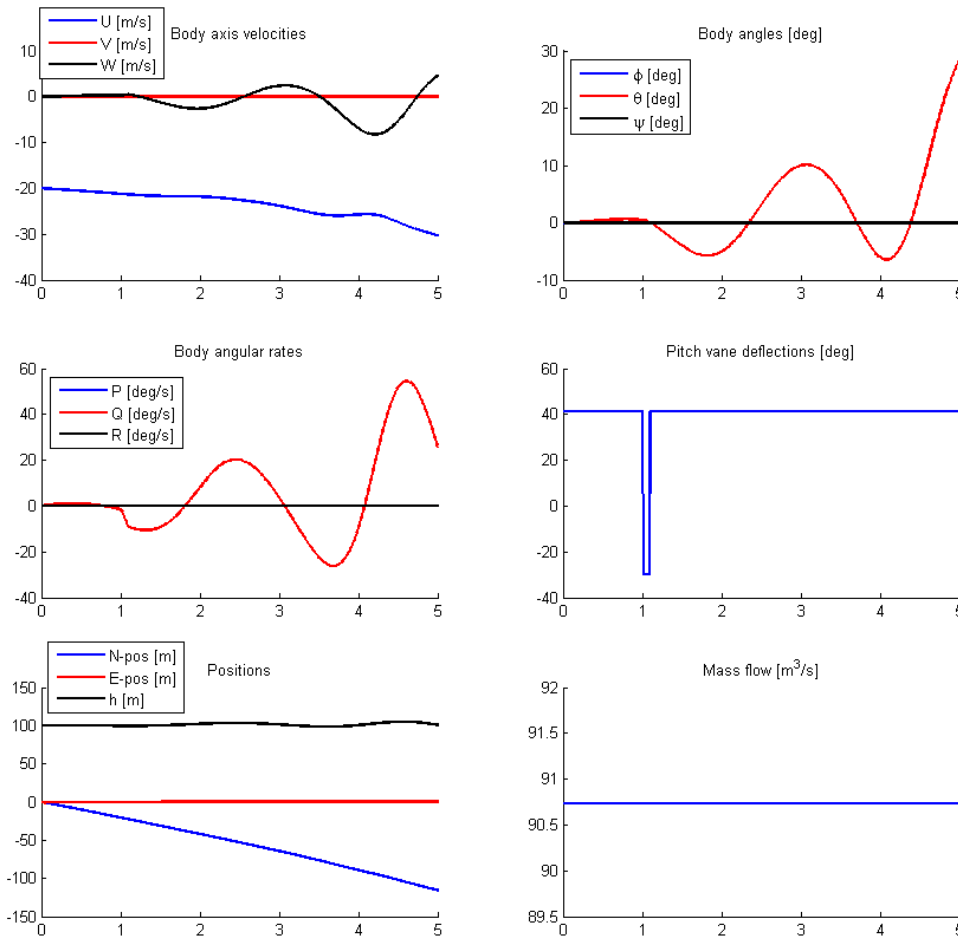 Body axis velocities
U [m/s]
V [m/s]
W [m/s]
10
0
-10
-20
-30
-40
0 1 2 3 4 5
Body angles [deg]
ϕ [deg]
θ [deg]
ψ [deg]
30
20
10
0
-10
0 1 2 3 4 5
Body angular rates
P [deg/s]
Q [deg/s]
R [deg/s]
60
40
20
0
-20
-40
0 1 2 3 4 5
Pitch vane deflections [deg]
60
40
20
0
-20
-40
0 1 2 3 4 5
Positions
N-pos [m]
E-pos [m]
h [m]
150
100
50
0
-50
-100
-150
0 1 2 3 4 5
Mass flow [m³/s]
92
91.5
91
90.5
90
89.5
0 1 2 3 4 5